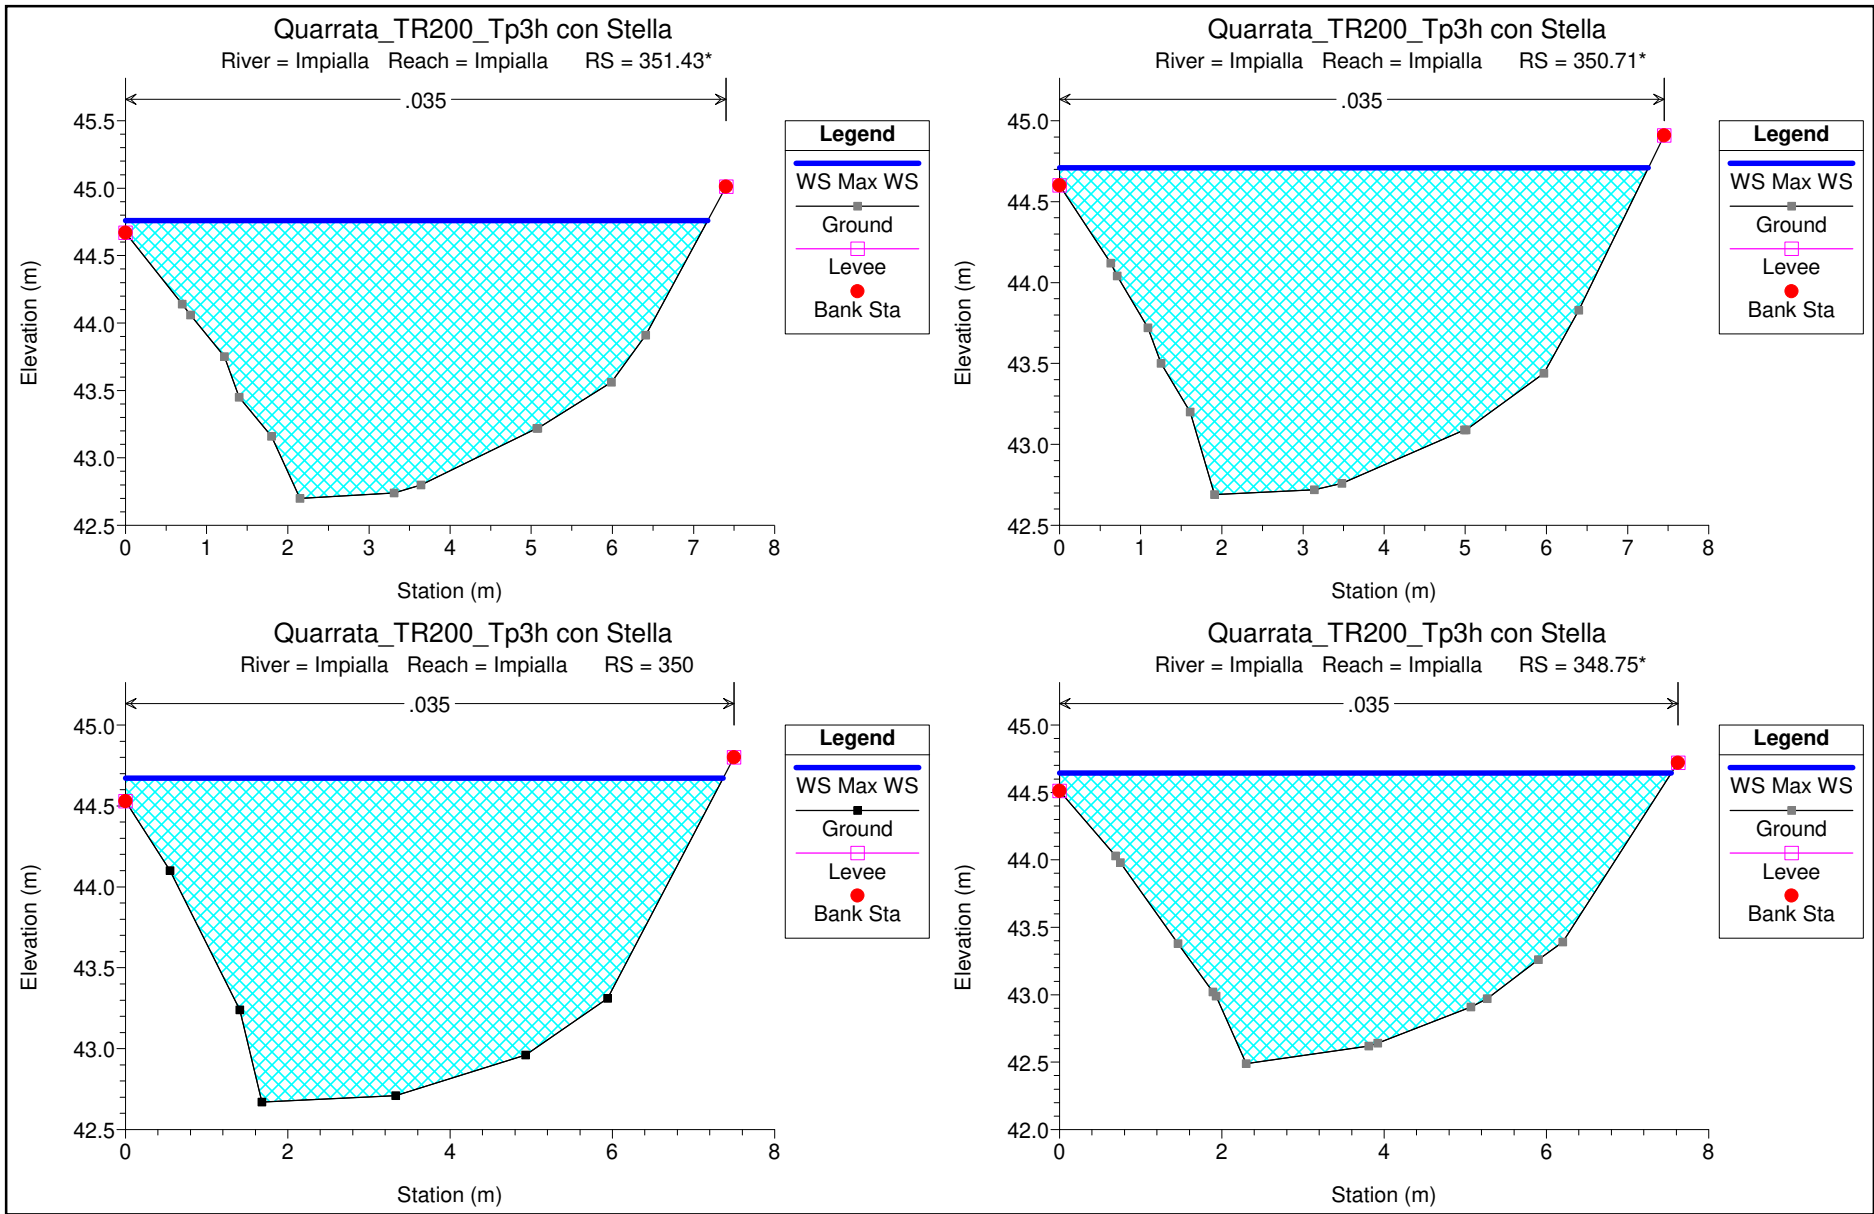 Quarrata_TR200_Tp3h con Stella
River = Impialla Reach = Impialla RS = 351.43*
.035
45.5
45.0
44.5
44.0
43.5
43.0
42.5
0 1 2 3 4 5 6 7 8
Station (m)
Elevation (m)
Legend
WS Max WS
Ground
Levee
Bank Sta
Quarrata_TR200_Tp3h con Stella
River = Impialla Reach = Impialla RS = 350.71*
.035
45.0
44.5
44.0
43.5
43.0
42.5
0 1 2 3 4 5 6 7 8
Station (m)
Elevation (m)
Legend
WS Max WS
Ground
Levee
Bank Sta
Quarrata_TR200_Tp3h con Stella
River = Impialla Reach = Impialla RS = 350
.035
45.0
44.5
44.0
43.5
43.0
42.5
0 2 4 6 8
Station (m)
Elevation (m)
Legend
WS Max WS
Ground
Levee
Bank Sta
Quarrata_TR200_Tp3h con Stella
River = Impialla Reach = Impialla RS = 348.75*
.035
45.0
44.5
44.0
43.5
43.0
42.5
42.0
0 2 4 6 8
Station (m)
Elevation (m)
Legend
WS Max WS
Ground
Levee
Bank Sta